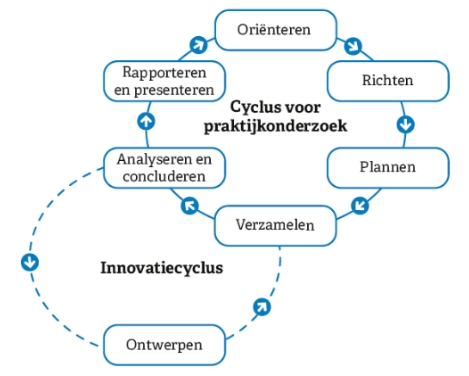 Oriënteren
Rapporteren
en presenteren
Richten
Cyclus voor
praktijkonderzoek
Analyseren en
concluderen
Plannen
Verzamelen
Innovatiecyclus
Ontwerpen